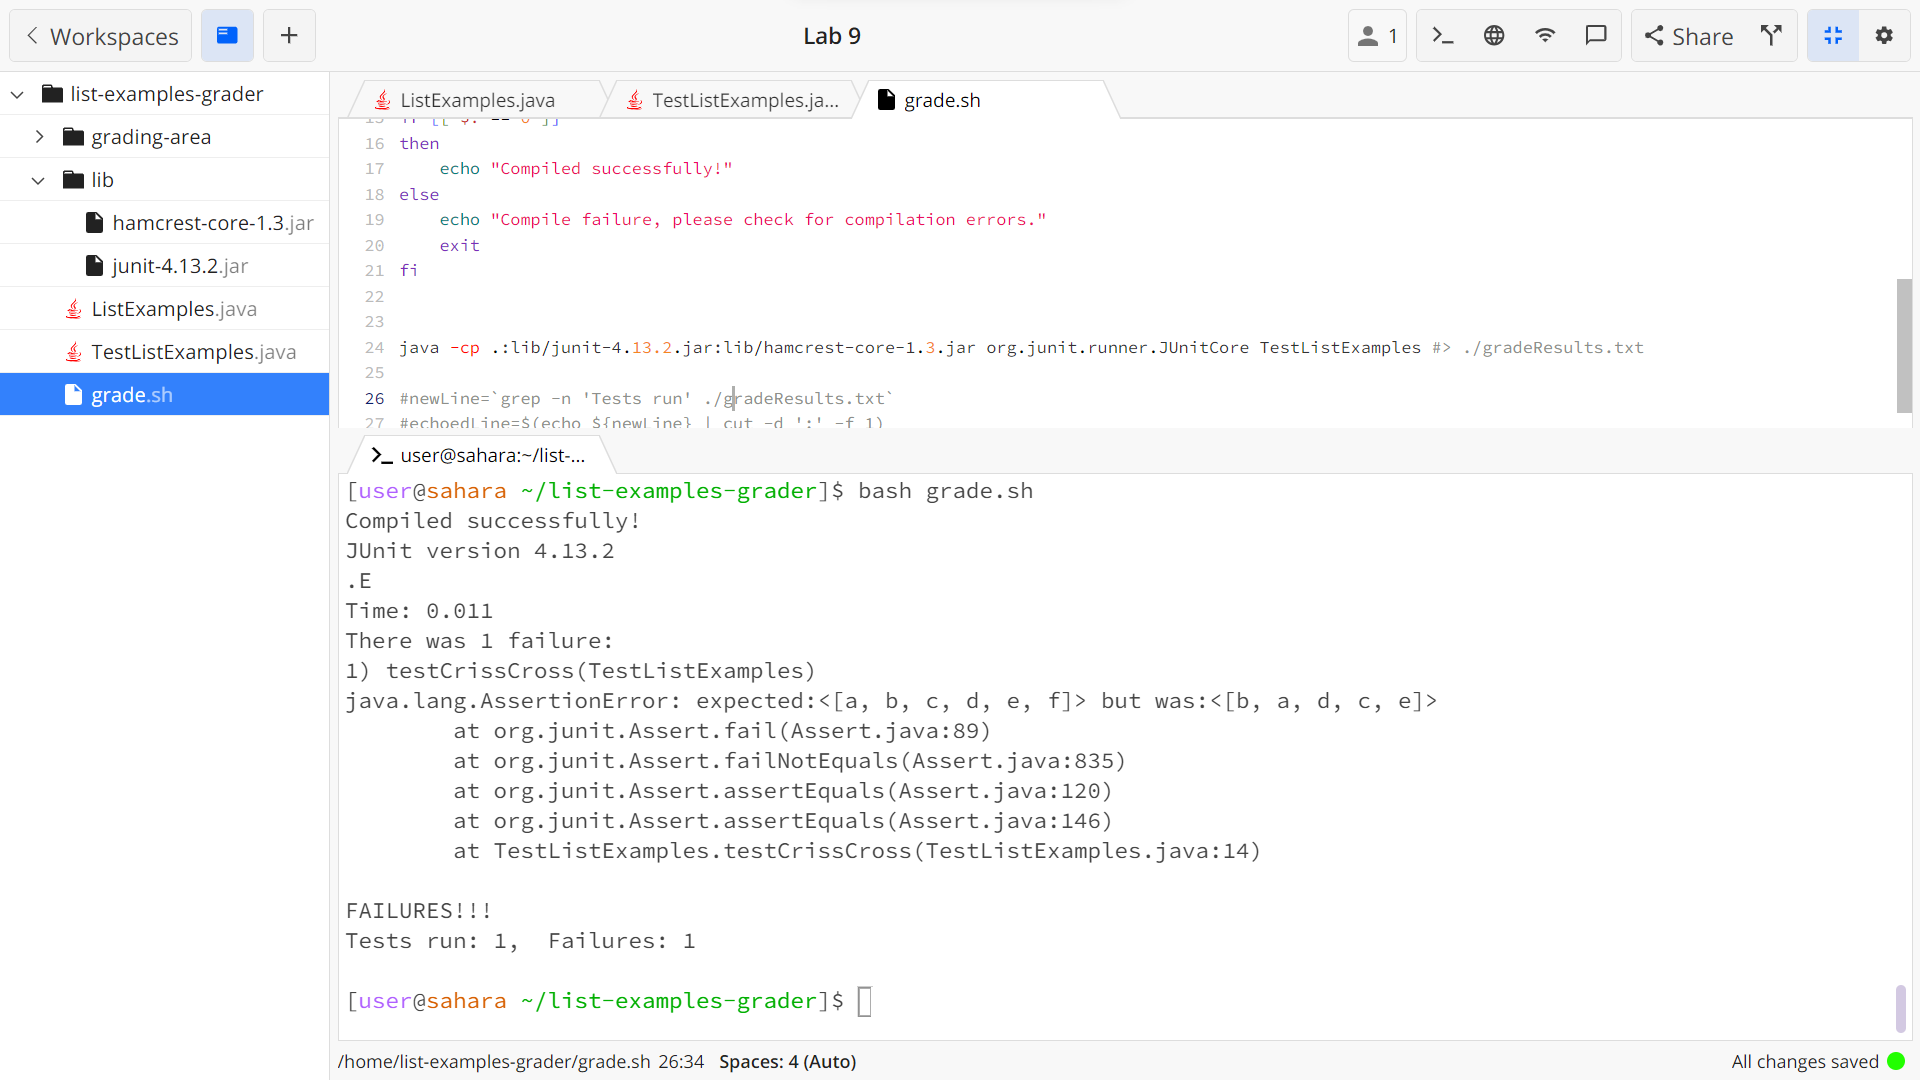 Workspaces
Lab 9
1
Share
list-examples-grader
grading-area
lib
hamcrest-core-1.3.jar
junit-4.13.2.jar
ListExamples.java
TestListExamples.java
grade.sh
ListExamples.java
TestListExamples.ja...
grade.sh
16 then
17 echo "Compiled successfully!"
18 else
19 echo "Compile failure, please check for compilation errors."
20 exit
21 fi
22
23
24 java -cp .:lib/junit-4.13.2.jar:lib/hamcrest-core-1.3.jar org.junit.runner.JUnitCore TestListExamples #> ./gradeResults.txt
25
26 #newLine=`grep -n 'Tests run' ./gradeResults.txt`
27 #echoedLine=$(echo ${newLine} | cut -d ':' -f 1)
user@sahara:~/list-...
[user@sahara ~/list-examples-grader]$ bash grade.sh
Compiled successfully!
JUnit version 4.13.2
.E
Time: 0.011
There was 1 failure:
1) testCrissCross(TestListExamples)
java.lang.AssertionError: expected:<[a, b, c, d, e, f]> but was:<[b, a, d, c, e]>
at org.junit.Assert.fail(Assert.java:89)
at org.junit.Assert.failNotEquals(Assert.java:835)
at org.junit.Assert.assertEquals(Assert.java:120)
at org.junit.Assert.assertEquals(Assert.java:146)
at TestListExamples.testCrissCross(TestListExamples.java:14)
FAILURES!!!
Tests run: 1,  Failures: 1
[user@sahara ~/list-examples-grader]$
/home/list-examples-grader/grade.sh 26:34 Spaces: 4 (Auto)
All changes saved